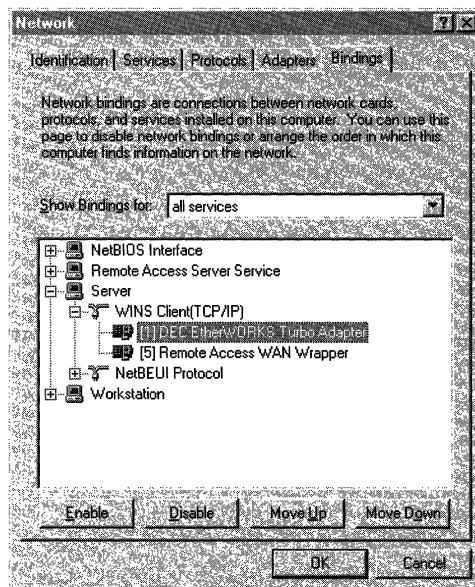 Network
? ×
Identification Services Protocols Adapters Bindings
Network bindings are connections between network cards,
protocols, and services installed on this computer. You can use this
page to disable network bindings or arrange the order in which this
computer finds information on the network.
Show Bindings for: all services
NetBIOS Interface
Remote Access Server Service
Server
WINS Client(TCP/IP)
[1] DEC EtherWORKS Turbo Adapter
[5] Remote Access WAN Wrapper
NetBEUI Protocol
Workstation
Enable Disable Move Up Move Down
OK Cancel